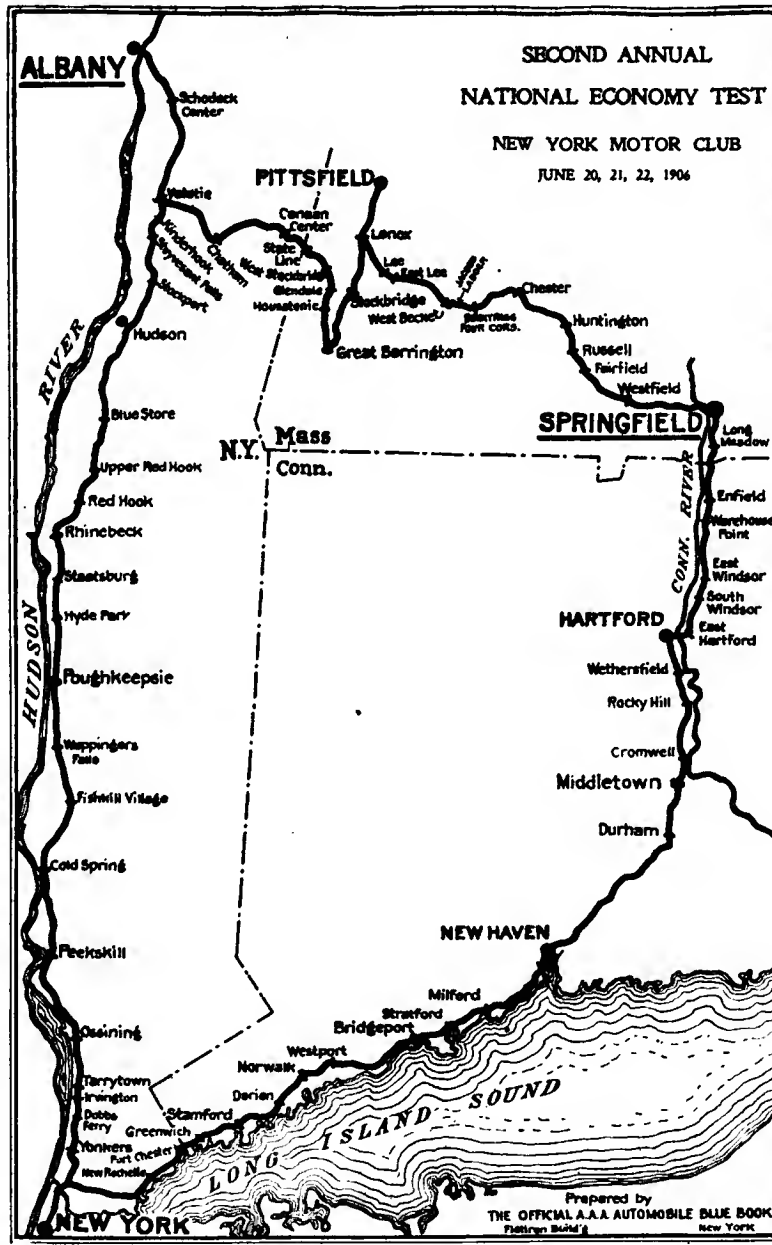 SECOND ANNUAL
NATIONAL ECONOMY TEST
NEW YORK MOTOR CLUB
JUNE 20, 21, 22, 1906
ALBANY
Schodack
Center
Valatie
Kinderhook
Stuyvesant Falls
Stockport
Chatham
Canaan
Center
State
Line
West Stockbridge
Glendale
Housatonic
PITTSFIELD
Lenox
Lee
East Lee
Stockbridge
West Becket
FOUR CORS.
Chester
Huntington
Great Barrington
Russell
Fairfield
Westfield
Hudson
RIVER
Blue Store
SPRINGFIELD
Long
Meadow
N.Y.
Mass
Conn.
Upper Red Hook
Red Hook
Rhinebeck
CONN. RIVER
Enfield
Warehouse
Point
Staatsburg
East
Windsor
Hyde Park
South
Windsor
HARTFORD
East
Hartford
HUDSON
Poughkeepsie
Wethersfield
Rocky Hill
Wappingers
Falls
Cromwell
Middletown
Fishkill Village
Durham
Cold Spring
NEW HAVEN
Peekskill
Milford
Stratford
Bridgeport
Ossining
Westport
Norwalk
Tarrytown
Irvington
Dobbs
Ferry
Darien
Stamford
Greenwich
Port Chester
Yonkers
New Rochelle
LONG ISLAND SOUND
NEW YORK
Prepared by
THE OFFICIAL A.A.A. AUTOMOBILE BLUE BOOK
Flatiron Build'g
New York